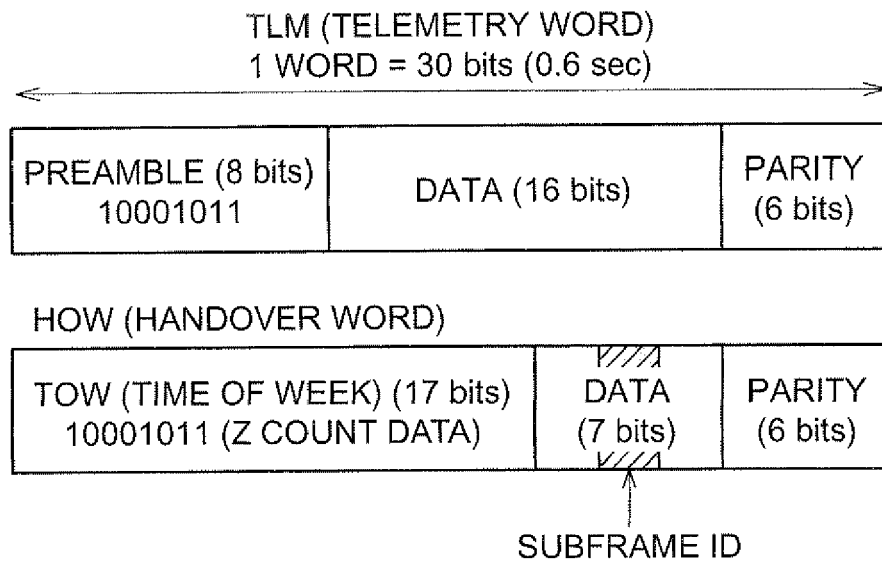 TLM (TELEMETRY WORD)
1 WORD = 30 bits (0.6 sec)
PREAMBLE (8 bits)
10001011
DATA (16 bits)
PARITY
(6 bits)
HOW (HANDOVER WORD)
TOW (TIME OF WEEK) (17 bits)
10001011 (Z COUNT DATA)
DATA
(7 bits)
PARITY
(6 bits)
SUBFRAME ID